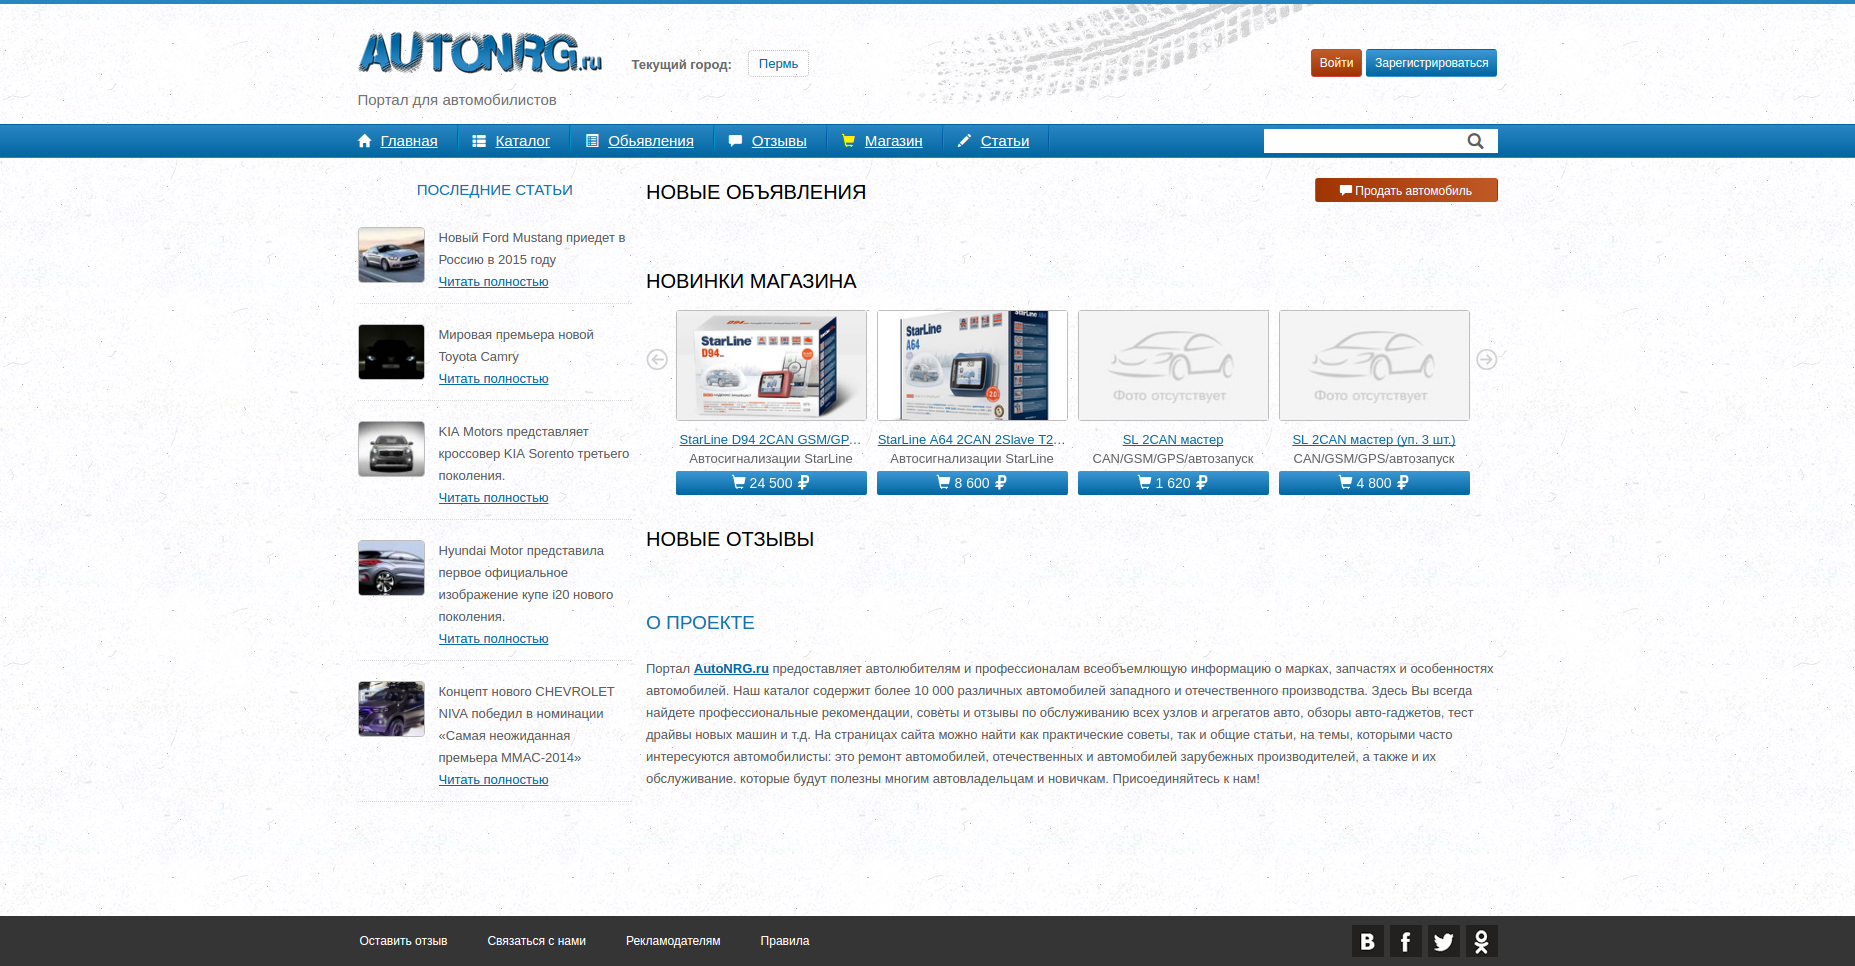 AUTONRG.ru
Текущий город: Пермь
Войти Зарегистрироваться
Портал для автомобилистов
Главная Каталог Обьявления Отзывы Магазин Статьи
ПОСЛЕДНИЕ СТАТЬИ
Новый Ford Mustang приедет в
Россию в 2015 году
Читать полностью
Мировая премьера новой
Toyota Camry
Читать полностью
KIA Motors представляет
кроссовер KIA Sorento третьего
поколения.
Читать полностью
Hyundai Motor представила
первое официальное
изображение купе i20 нового
поколения.
Читать полностью
Концепт нового CHEVROLET
NIVA победил в номинации
«Самая неожиданная
премьера ММАС-2014»
Читать полностью
НОВЫЕ ОБЪЯВЛЕНИЯ
Продать автомобиль
НОВИНКИ МАГАЗИНА
StarLine
D94
StarLine
A64
Фото отсутствует
Фото отсутствует
StarLine D94 2CAN GSM/GP...
Автосигнализации StarLine
24 500 ₽
StarLine A64 2CAN 2Slave T2...
Автосигнализации StarLine
8 600 ₽
SL 2CAN мастер
CAN/GSM/GPS/автозапуск
1 620 ₽
SL 2CAN мастер (уп. 3 шт.)
CAN/GSM/GPS/автозапуск
4 800 ₽
НОВЫЕ ОТЗЫВЫ
О ПРОЕКТЕ
Портал AutoNRG.ru предоставляет автолюбителям и профессионалам всеобъемлющую информацию о марках, запчастях и особенностях
автомобилей. Наш каталог содержит более 10 000 различных автомобилей западного и отечественного производства. Здесь Вы всегда
найдете профессиональные рекомендации, советы и отзывы по обслуживанию всех узлов и агрегатов авто, обзоры авто-гаджетов, тест
драйвы новых машин и т.д. На страницах сайта можно найти как практические советы, так и общие статьи, на темы, которыми часто
интересуются автомобилисты: это ремонт автомобилей, отечественных и автомобилей зарубежных производителей, а также и их
обслуживание. которые будут полезны многим автовладельцам и новичкам. Присоединяйтесь к нам!
Оставить отзыв Связаться с нами Рекламодателям Правила